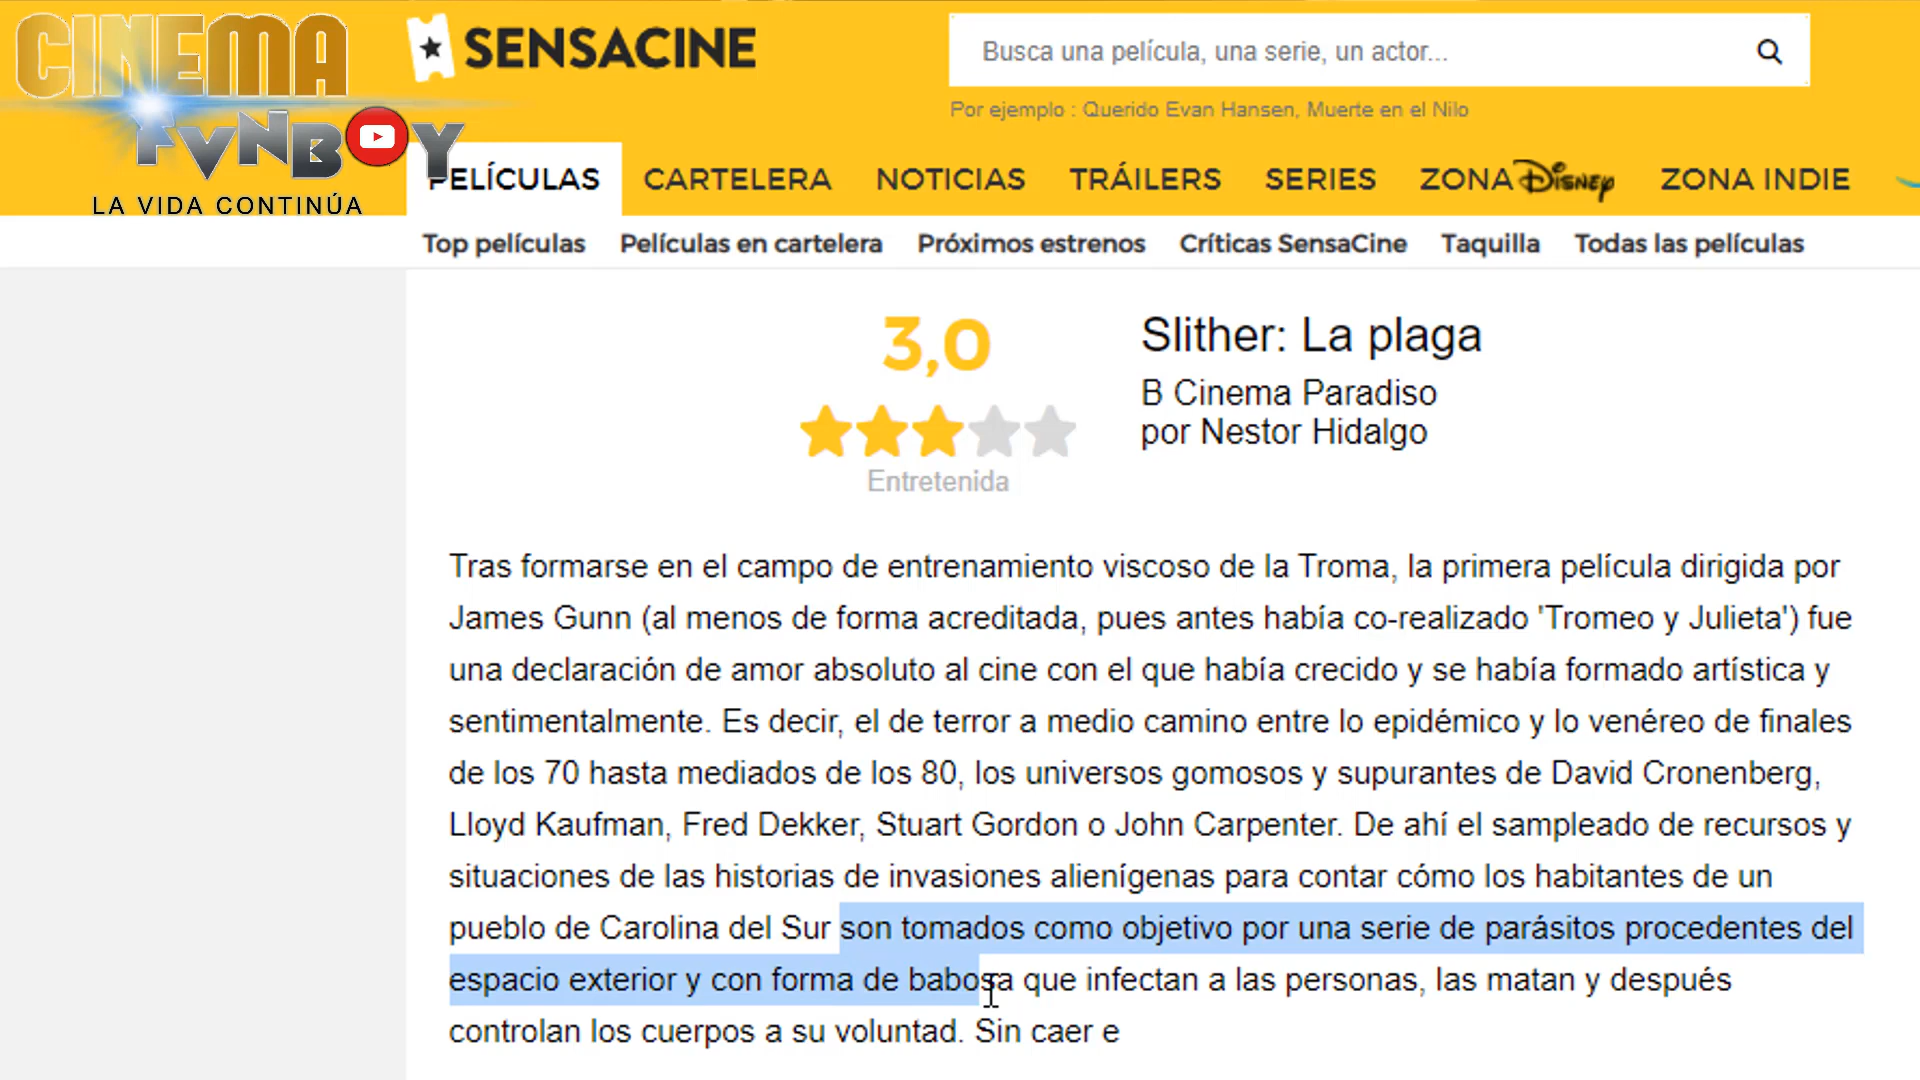 CINEMA
FVNBOY
LA VIDA CONTINÚA
SENSACINE
Busca una película, una serie, un actor...
Por ejemplo : Querido Evan Hansen, Muerte en el Nilo
PELÍCULAS CARTELERA NOTICIAS TRÁILERS SERIES ZONA Disney ZONA INDIE
Top películas Películas en cartelera Próximos estrenos Críticas SensaCine Taquilla Todas las películas
3,0
Entretenida
Slither: La plaga
B Cinema Paradiso
por Nestor Hidalgo
Tras formarse en el campo de entrenamiento viscoso de la Troma, la primera película dirigida por
James Gunn (al menos de forma acreditada, pues antes había co-realizado 'Tromeo y Julieta') fue
una declaración de amor absoluto al cine con el que había crecido y se había formado artística y
sentimentalmente. Es decir, el de terror a medio camino entre lo epidémico y lo venéreo de finales
de los 70 hasta mediados de los 80, los universos gomosos y supurantes de David Cronenberg,
Lloyd Kaufman, Fred Dekker, Stuart Gordon o John Carpenter. De ahí el sampleado de recursos y
situaciones de las historias de invasiones alienígenas para contar cómo los habitantes de un
pueblo de Carolina del Sur son tomados como objetivo por una serie de parásitos procedentes del
espacio exterior y con forma de babosa que infectan a las personas, las matan y después
controlan los cuerpos a su voluntad. Sin caer e